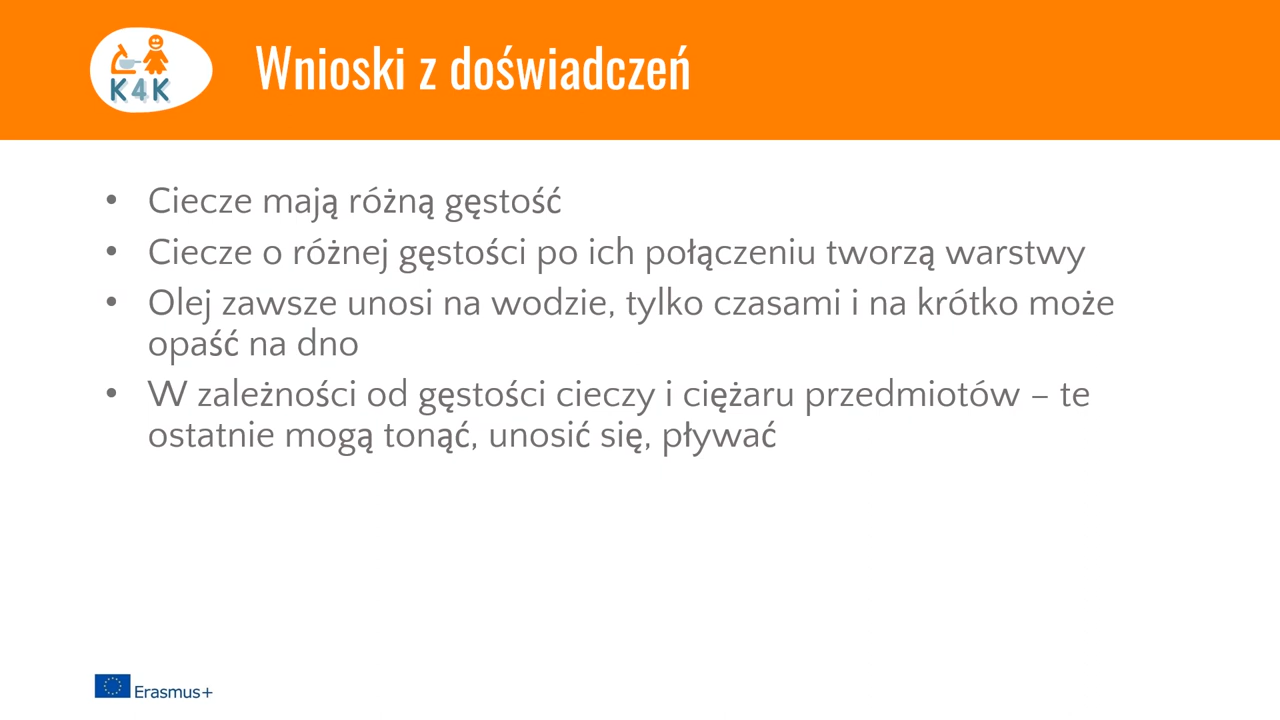 K4K
Wnioski z doświadczeń
• Ciecze mają różną gęstość
• Ciecze o różnej gęstości po ich połączeniu tworzą warstwy
• Olej zawsze unosi na wodzie, tylko czasami i na krótko może
opaść na dno
• W zależności od gęstości cieczy i ciężaru przedmiotów – te
ostatnie mogą tonąć, unosić się, pływać
Erasmus+